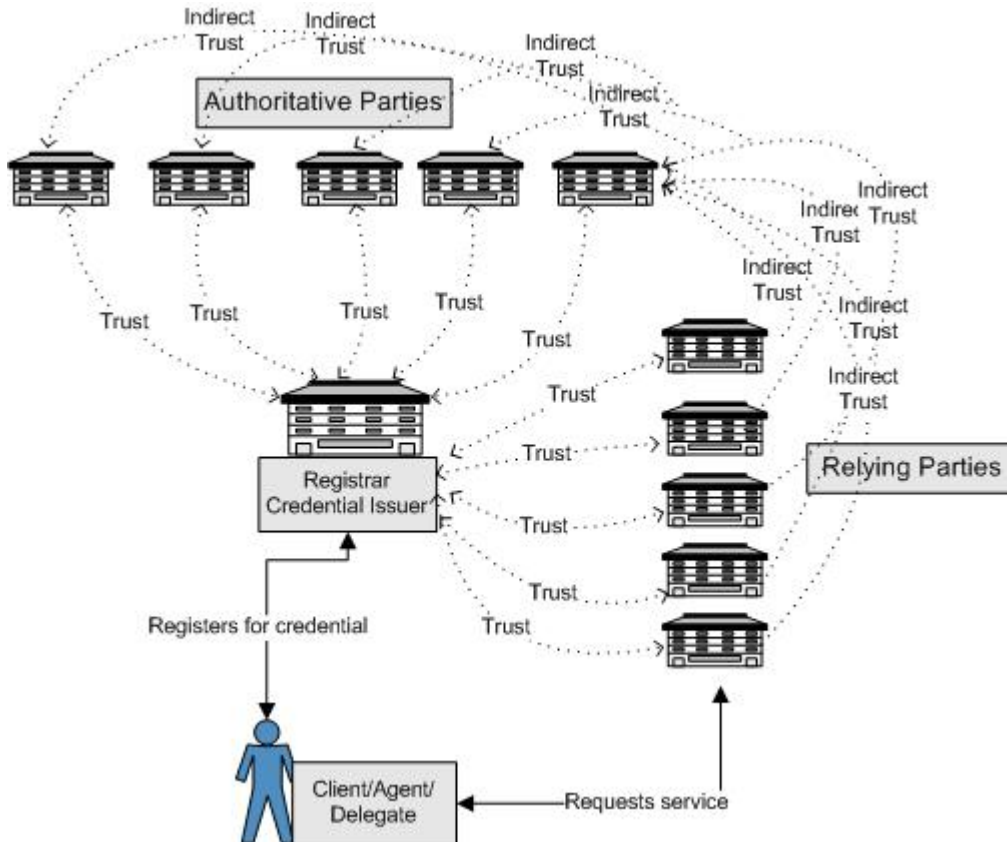 Indirect
Trust
Indirect
Trust
Indirect
Trust
Indirect
Trust
Authoritative Parties
Indirect
Trust
Indirect
Trust
Indirect
Trust
Indirect
Trust
Indirect
Trust
Trust
Trust
Trust
Trust
Trust
Trust
Trust
Trust
Trust
Trust
Registrar
Credential Issuer
Relying Parties
Registers for credential
Client/Agent/
Delegate
Requests service